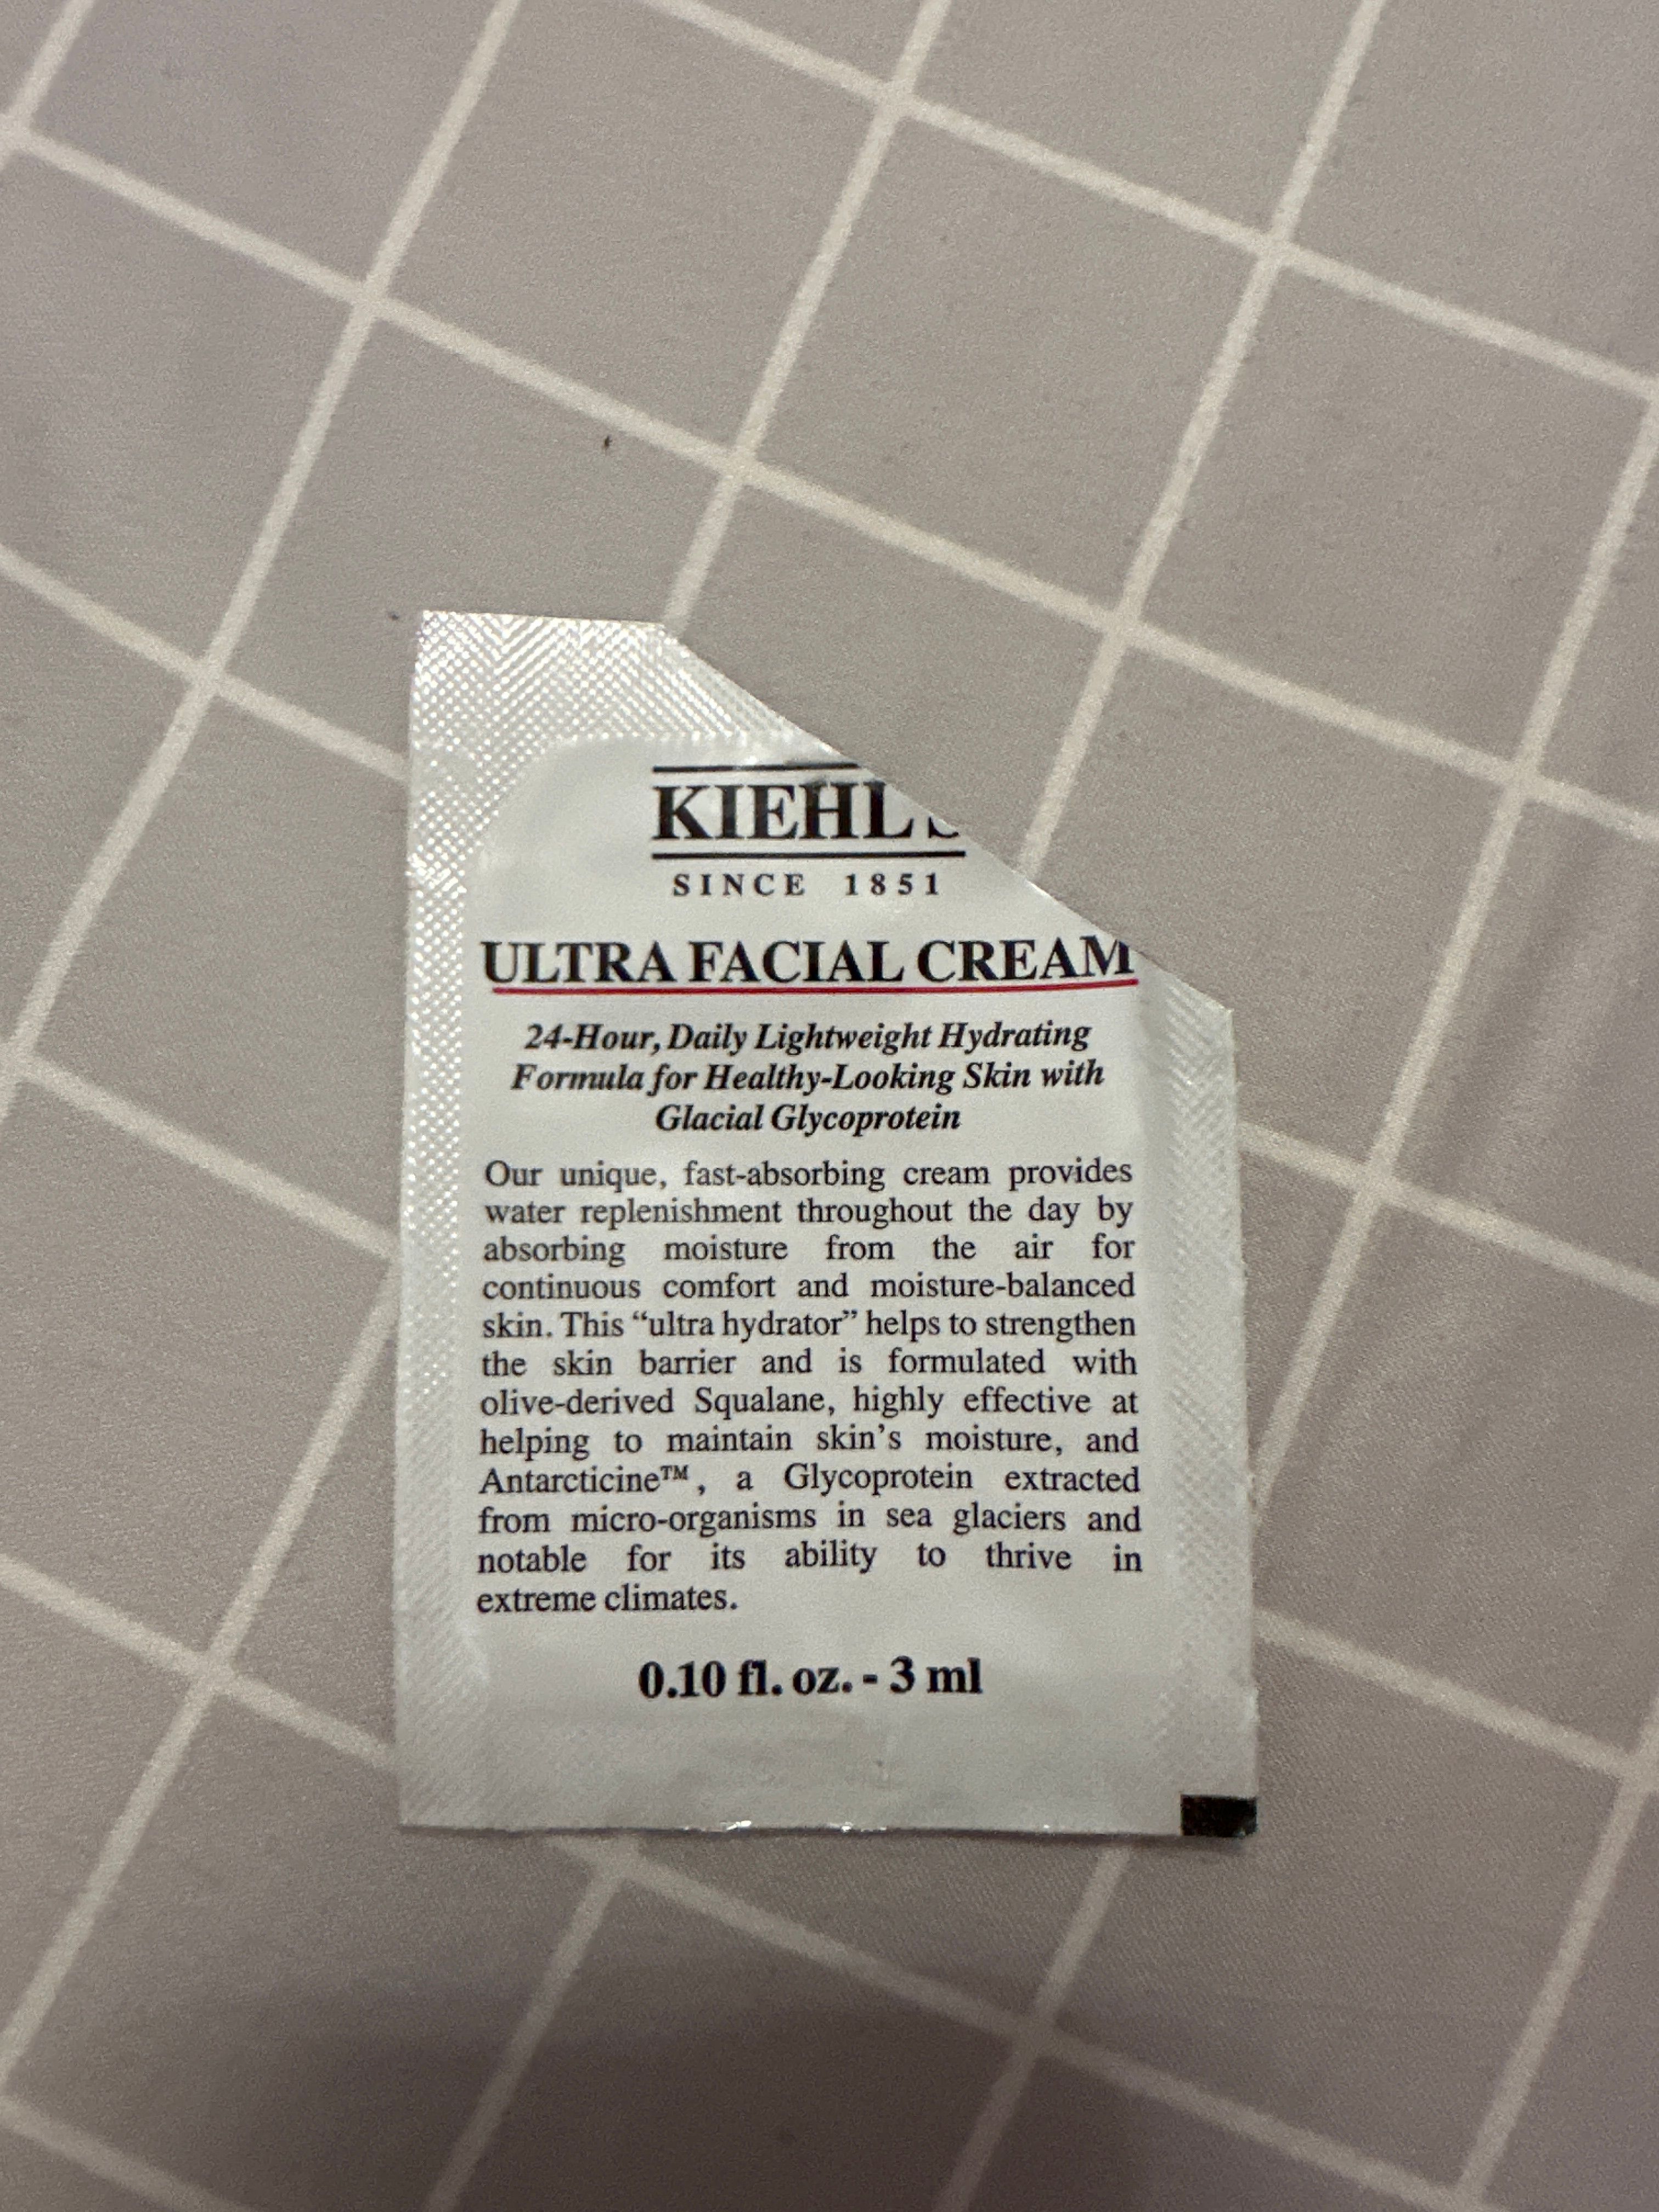 KIEHL'S
SINCE 1851
ULTRA FACIAL CREAM
24-Hour, Daily Lightweight Hydrating
Formula for Healthy-Looking Skin with
Glacial Glycoprotein
Our unique, fast-absorbing cream provides
water replenishment throughout the day by
absorbing moisture from the air for
continuous comfort and moisture-balanced
skin. This “ultra hydrator” helps to strengthen
the skin barrier and is formulated with
olive-derived Squalane, highly effective at
helping to maintain skin’s moisture, and
Antarcticine™, a Glycoprotein extracted
from micro-organisms in sea glaciers and
notable for its ability to thrive in
extreme climates.
0.10 fl. oz. - 3 ml